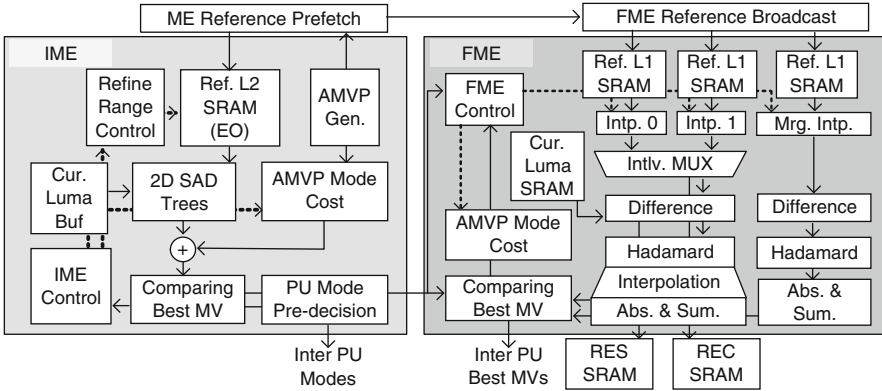 ME Reference Prefetch
FME Reference Broadcast
IME
Refine
Range
Control
Ref. L2
SRAM
(EO)
AMVP
Gen.
Cur.
Luma
Buf
2D SAD
Trees
AMVP Mode
Cost
+
IME
Control
Comparing
Best MV
PU Mode
Pre-decision
Inter PU
Modes
FME
FME
Control
Ref. L1
SRAM
Ref. L1
SRAM
Ref. L1
SRAM
Intp. 0
Intp. 1
Mrg. Intp.
Cur.
Luma
SRAM
Intlv. MUX
Difference
Difference
AMVP Mode
Cost
Hadamard
Hadamard
Interpolation
Comparing
Best MV
Abs. & Sum.
Abs. &
Sum.
Inter PU
Best MVs
RES
SRAM
REC
SRAM